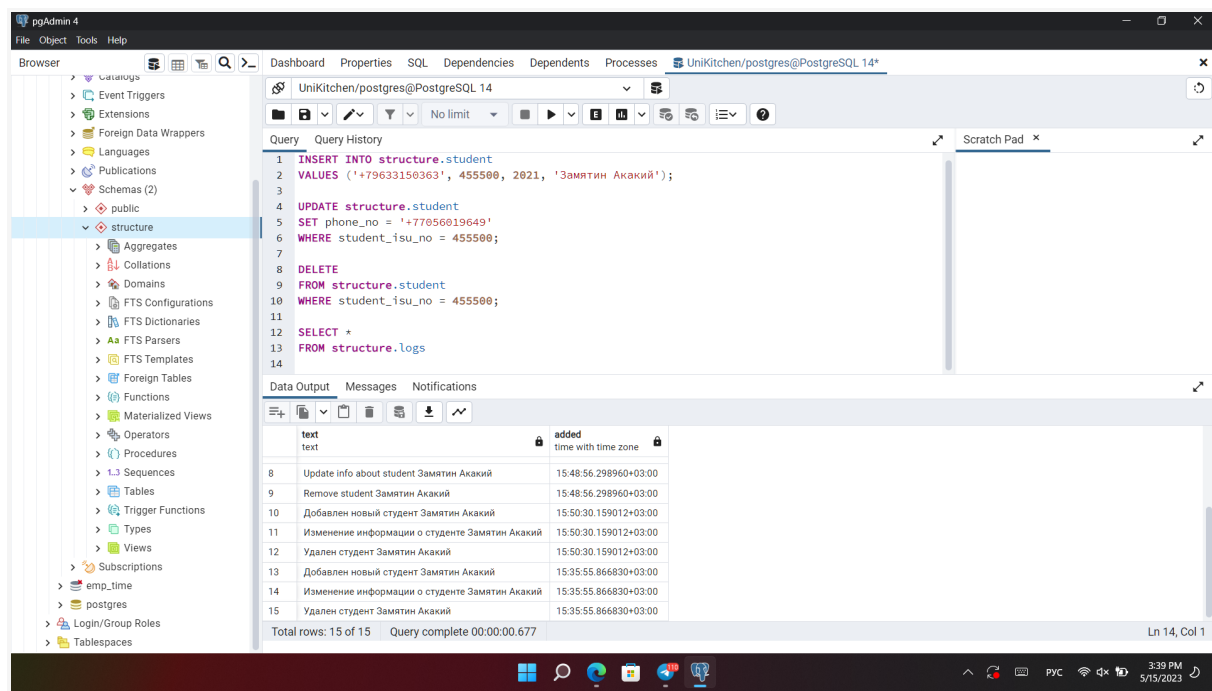 pgAdmin 4
File Object Tools Help
Browser
Dashboard Properties SQL Dependencies Dependents Processes UniKitchen/postgres@PostgreSQL 14*
Catalogs
Event Triggers
Extensions
Foreign Data Wrappers
Languages
Publications
Schemas (2)
public
structure
Aggregates
Collations
Domains
FTS Configurations
FTS Dictionaries
Aa FTS Parsers
FTS Templates
Foreign Tables
Functions
Materialized Views
Operators
Procedures
1..3 Sequences
Tables
Trigger Functions
Types
Views
Subscriptions
emp_time
postgres
Login/Group Roles
Tablespaces
UniKitchen/postgres@PostgreSQL 14
No limit
E
Query Query History
Scratch Pad
1 INSERT INTO structure.student
2 VALUES ('+79633150363', 455500, 2021, 'Замятин Акакий');
3
4 UPDATE structure.student
5 SET phone_no = '+77056019649'
6 WHERE student_isu_no = 455500;
7
8 DELETE
9 FROM structure.student
10 WHERE student_isu_no = 455500;
11
12 SELECT *
13 FROM structure.logs
14
Data Output Messages Notifications
text added
text time with time zone
8 Update info about student Замятин Акакий 15:48:56.298960+03:00
9 Remove student Замятин Акакий 15:48:56.298960+03:00
10 Добавлен новый студент Замятин Акакий 15:50:30.159012+03:00
11 Изменение информации о студенте Замятин Акакий 15:50:30.159012+03:00
12 Удален студент Замятин Акакий 15:50:30.159012+03:00
13 Добавлен новый студент Замятин Акакий 15:35:55.866830+03:00
14 Изменение информации о студенте Замятин Акакий 15:35:55.866830+03:00
15 Удален студент Замятин Акакий 15:35:55.866830+03:00
Total rows: 15 of 15 Query complete 00:00:00.677 Ln 14, Col 1
РУС
3:39 PM
5/15/2023